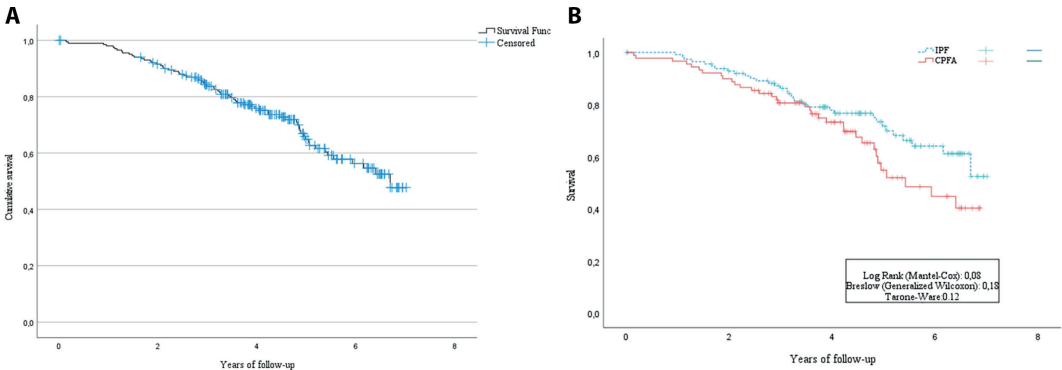 A
Survival Func
Censored
1,0
0,8
0,6
0,4
0,2
0,0
Cumulative survival
0 2 4 6 8
Years of follow-up
B
IPF
CPFA
1,0
0,8
0,6
0,4
0,2
0,0
Survival
Log Rank (Mantel-Cox): 0,08
Breslow (Generalized Wilcoxon): 0,18
Tarone-Ware:0.12
0 2 4 6 8
Years of follow-up